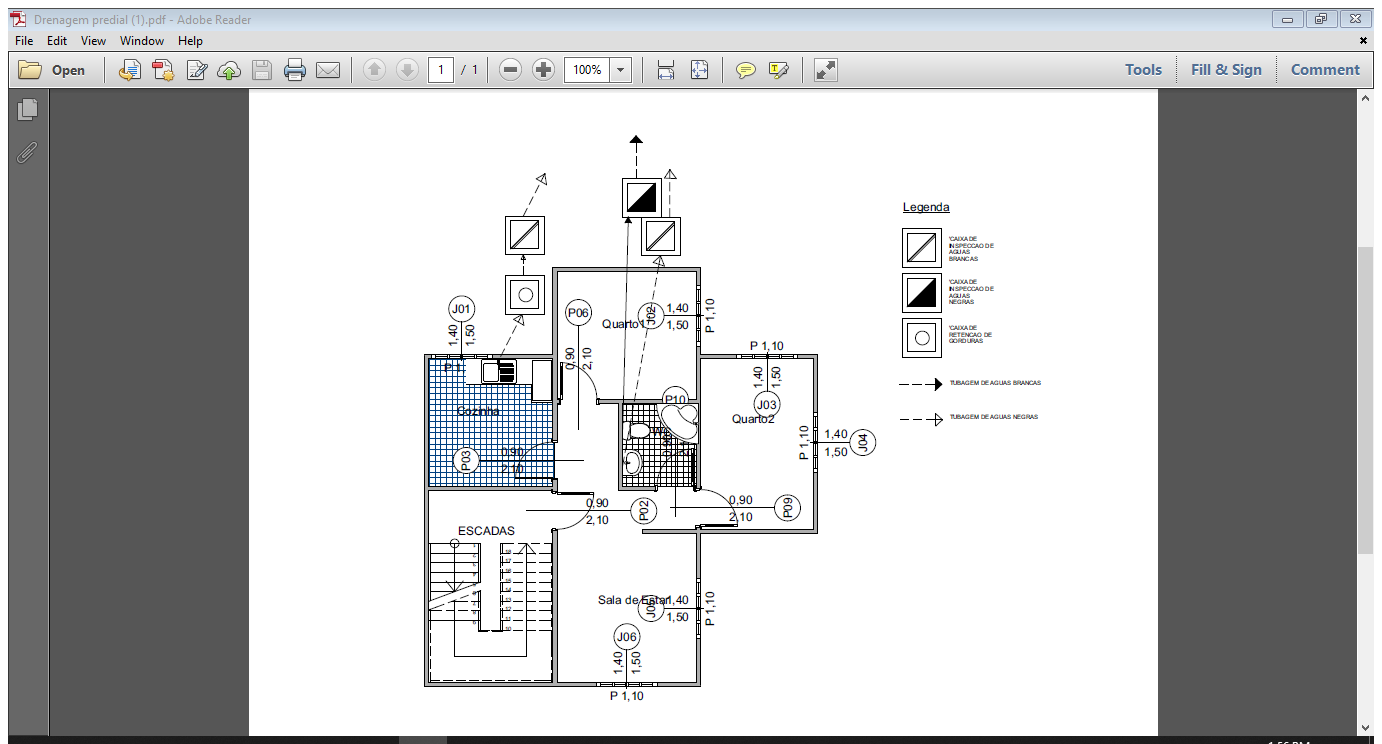 Drenagem predial (1).pdf - Adobe Reader
File Edit View Window Help
Open 1 / 1 100% Tools Fill & Sign Comment
Legenda
'CAIXA DE
INSPECCAO DE
AGUAS
BRANCAS
'CAIXA DE
INSPECCAO DE
AGUAS
NEGRAS
'CAIXA DE
RETENCAO DE
GORDURAS
TUBAGEM DE AGUAS BRANCAS
TUBAGEM DE AGUAS NEGRAS
J01
1,40
1,50
P 1
Cozinha
P03
0,90
2,10
P06
0,90
2,10
Quarto1
J02
1,40
1,50
P 1,10
P10
P 1,10
1,40
1,50
J03
Quarto2
P 1,10
1,40
1,50
J04
0,90
2,10
P02
0,90
2,10
P09
ESCADAS
Sala de Estar
J05
1,40
1,50
P 1,10
J06
1,40
1,50
P 1,10